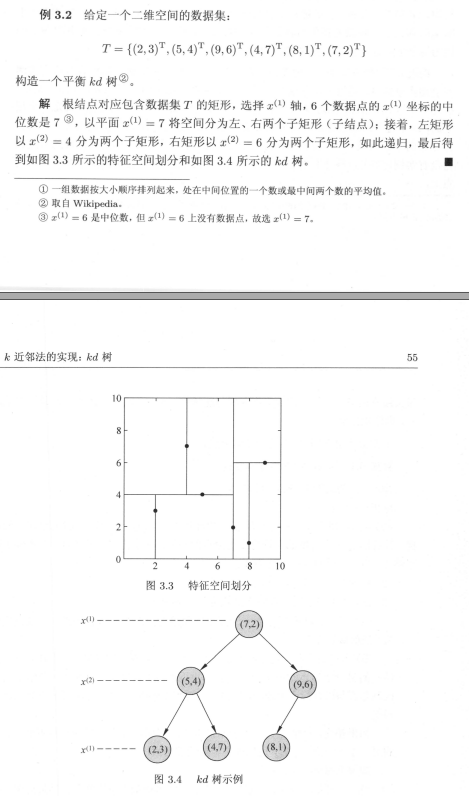 例 3.2 给定一个二维空间的数据集:
T = {(2, 3)ᵀ, (5, 4)ᵀ, (9, 6)ᵀ, (4, 7)ᵀ, (8, 1)ᵀ, (7, 2)ᵀ}
构造一个平衡 kd 树②。
解 根结点对应包含数据集 T 的矩形, 选择 x⁽¹⁾ 轴, 6 个数据点的 x⁽¹⁾ 坐标的中
位数是 7 ③, 以平面 x⁽¹⁾ = 7 将空间分为左、右两个子矩形 (子结点); 接着, 左矩形
以 x⁽²⁾ = 4 分为两个子矩形, 右矩形以 x⁽²⁾ = 6 分为两个子矩形, 如此递归, 最后得
到如图 3.3 所示的特征空间划分和如图 3.4 所示的 kd 树。 ■
① 一组数据按大小顺序排列起来, 处在中间位置的一个数或最中间两个数的平均值。
② 取自 Wikipedia。
③ x⁽¹⁾ = 6 是中位数, 但 x⁽¹⁾ = 6 上没有数据点, 故选 x⁽¹⁾ = 7。
k 近邻法的实现: kd 树 55
10
8
6
4
2
0
2 4 6 8 10
图 3.3 特征空间划分
x⁽¹⁾ (7,2)
x⁽²⁾ (5,4) (9,6)
x⁽¹⁾ (2,3) (4,7) (8,1)
图 3.4 kd 树示例